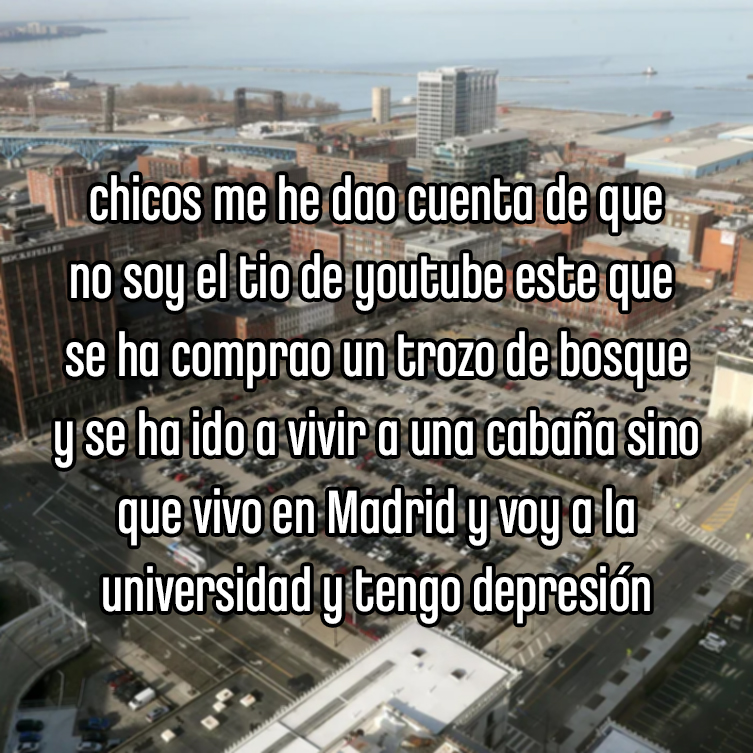 chicos me he dao cuenta de que
no soy el tio de youtube este que
se ha comprao un trozo de bosque
y se ha ido a vivir a una cabaña sino
que vivo en Madrid y voy a la
universidad y tengo depresión
ROCKEFELLER